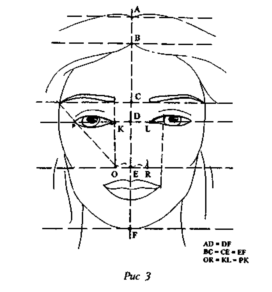 A
B
C
D
P K L
O E R
F
AD = DF
BC = CE = EF
OR = KL = PK
Рис 3